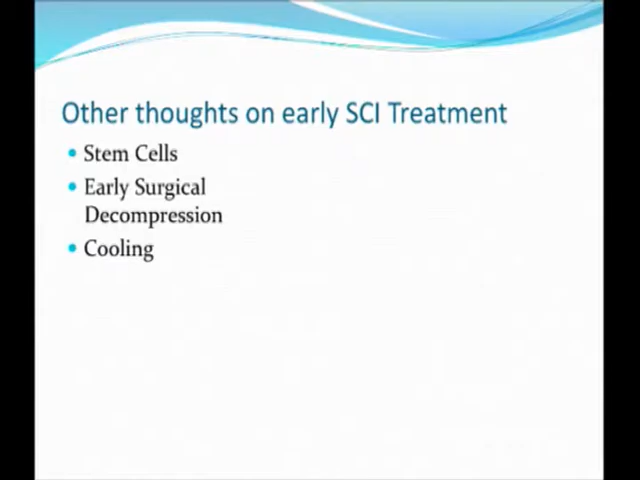 Other thoughts on early SCI Treatment
Stem Cells
Early Surgical
Decompression
Cooling